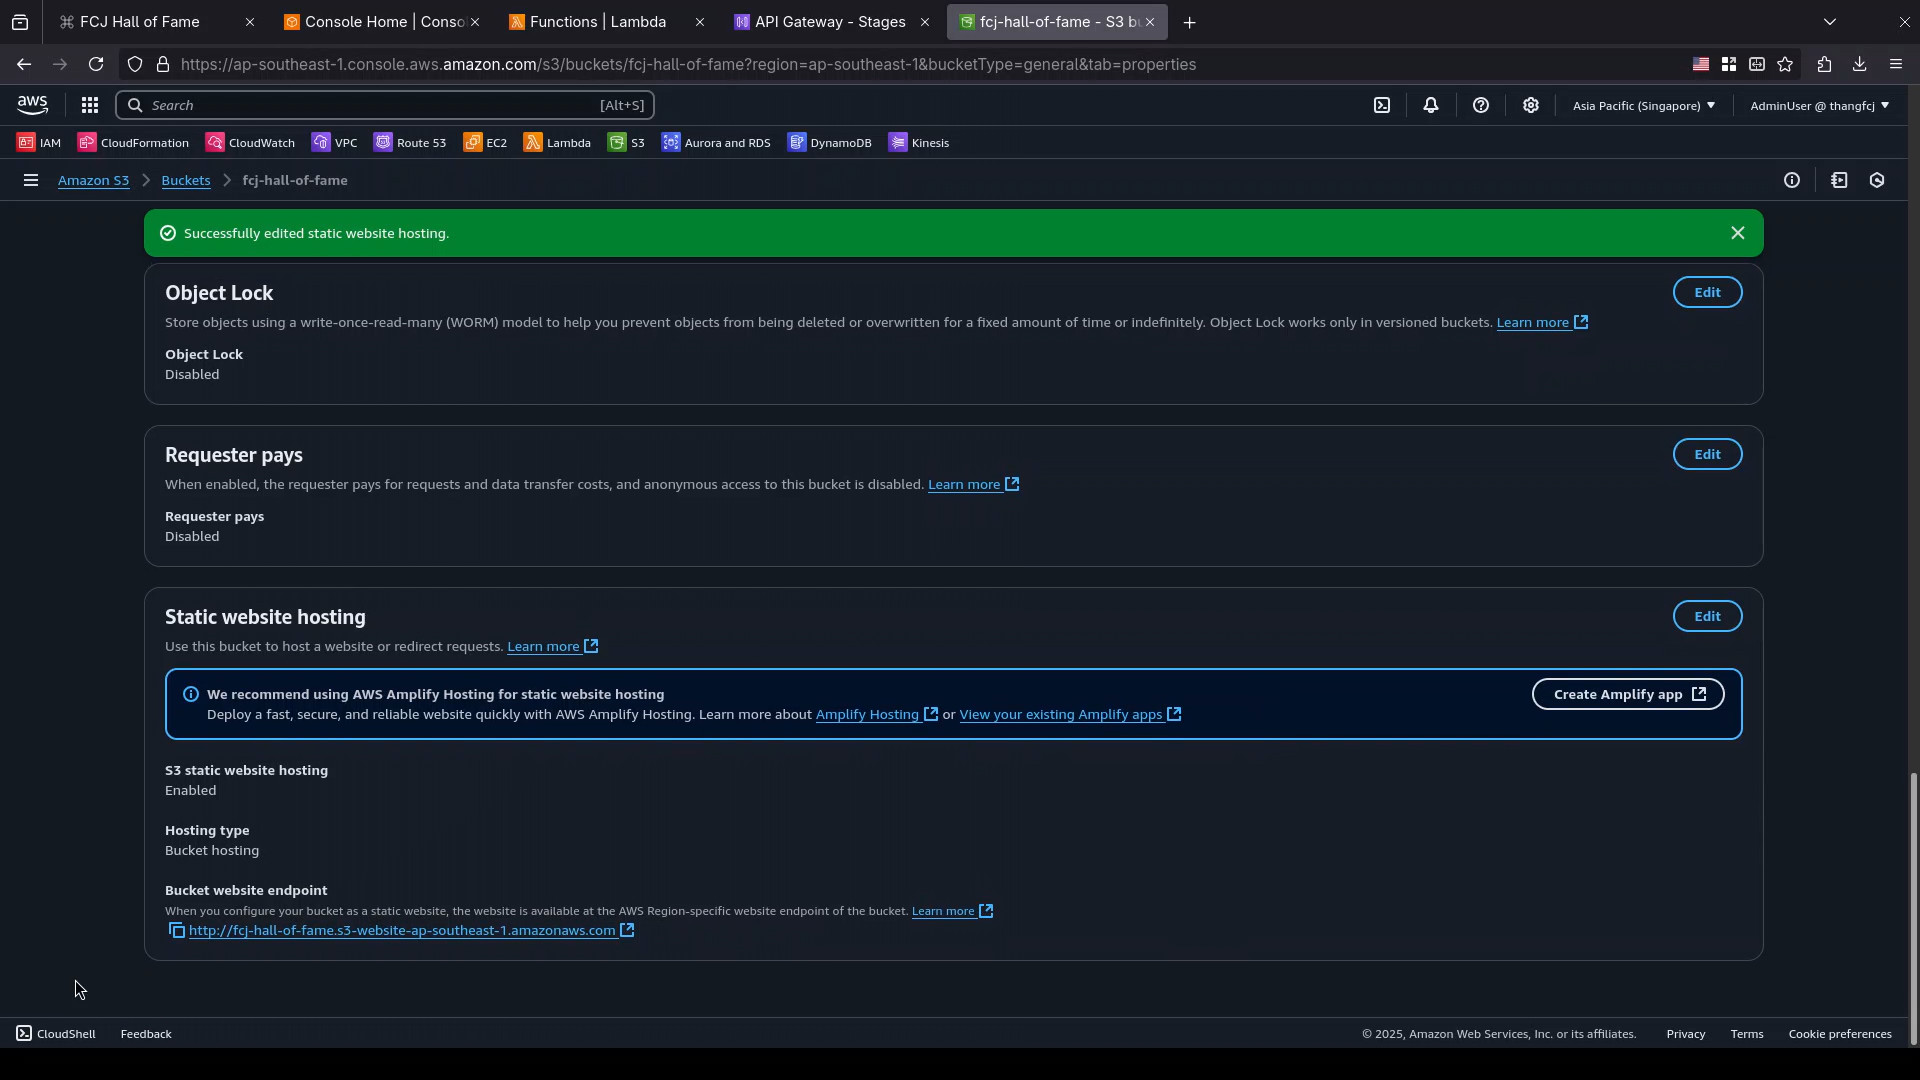 FCJ Hall of Fame
Console Home | Conso
Functions | Lambda
API Gateway - Stages
fcj-hall-of-fame - S3 bu
https://ap-southeast-1.console.aws.amazon.com/s3/buckets/fcj-hall-of-fame?region=ap-southeast-1&bucketType=general&tab=properties
aws
Search
[Alt+S]
Asia Pacific (Singapore)
AdminUser @ thangfcj
IAM
CloudFormation
CloudWatch
VPC
Route 53
EC2
Lambda
S3
Aurora and RDS
DynamoDB
Kinesis
Amazon S3
Buckets
fcj-hall-of-fame
Successfully edited static website hosting.
Object Lock
Edit
Store objects using a write-once-read-many (WORM) model to help you prevent objects from being deleted or overwritten for a fixed amount of time or indefinitely. Object Lock works only in versioned buckets. Learn more
Object Lock
Disabled
Requester pays
Edit
When enabled, the requester pays for requests and data transfer costs, and anonymous access to this bucket is disabled. Learn more
Requester pays
Disabled
Static website hosting
Edit
Use this bucket to host a website or redirect requests. Learn more
We recommend using AWS Amplify Hosting for static website hosting
Create Amplify app
Deploy a fast, secure, and reliable website quickly with AWS Amplify Hosting. Learn more about Amplify Hosting or View your existing Amplify apps
S3 static website hosting
Enabled
Hosting type
Bucket hosting
Bucket website endpoint
When you configure your bucket as a static website, the website is available at the AWS Region-specific website endpoint of the bucket. Learn more
http://fcj-hall-of-fame.s3-website-ap-southeast-1.amazonaws.com
CloudShell
Feedback
© 2025, Amazon Web Services, Inc. or its affiliates.
Privacy
Terms
Cookie preferences